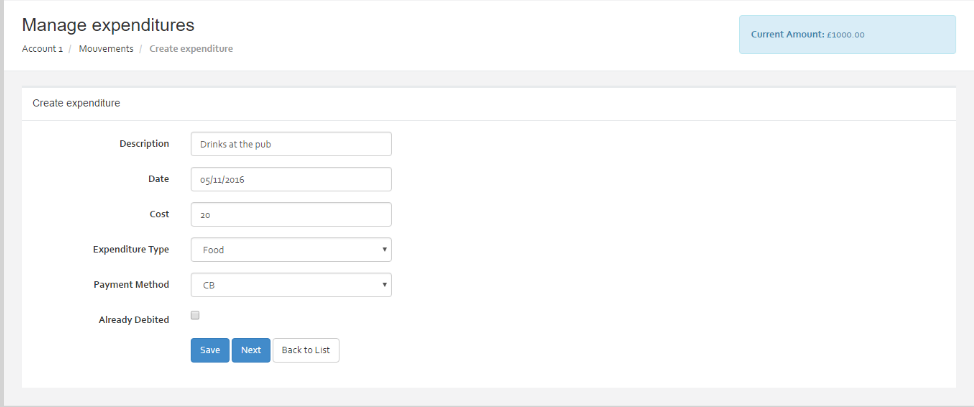 Manage expenditures
Account 1 / Mouvements / Create expenditure
Current Amount: £1000.00
Create expenditure
Description Drinks at the pub
Date 05/11/2016
Cost 20
Expenditure Type Food
Payment Method CB
Already Debited
Save Next Back to List